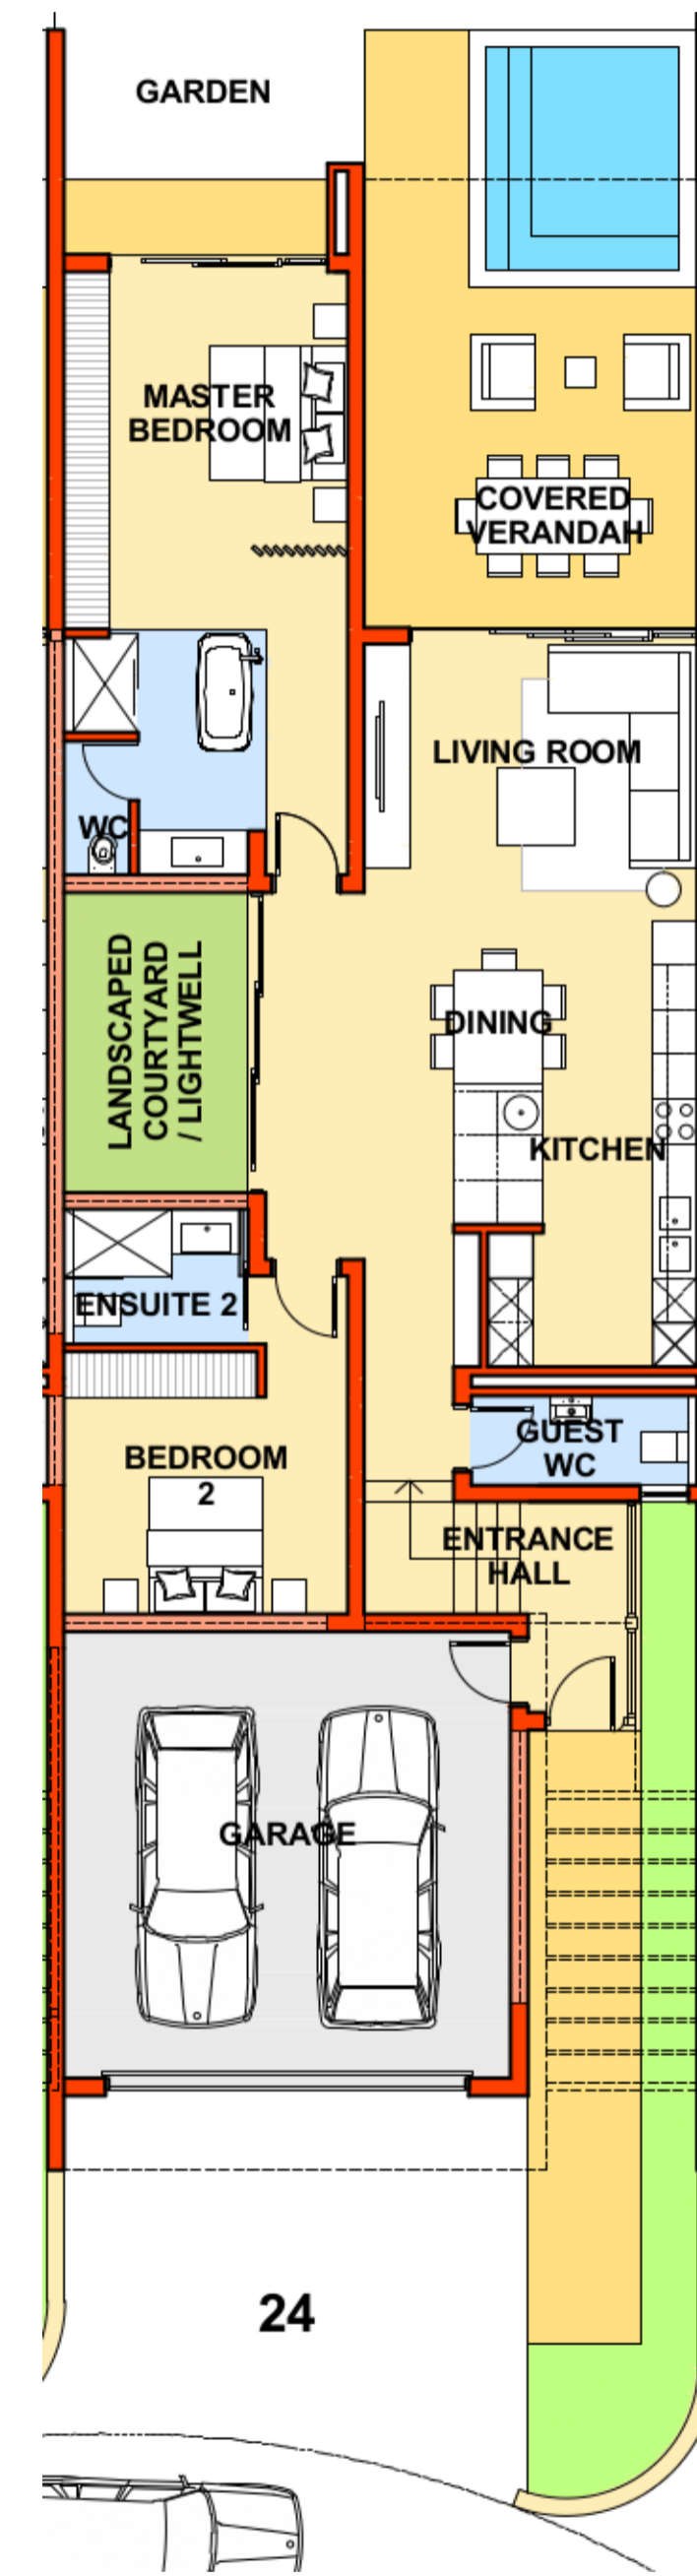 GARDEN
MASTER
BEDROOM
COVERED
VERANDAH
LIVING ROOM
WC
LANDSCAPED
COURTYARD
/ LIGHTWELL
DINING
KITCHEN
ENSUITE 2
BEDROOM
2
GUEST
WC
ENTRANCE
HALL
GARAGE
24